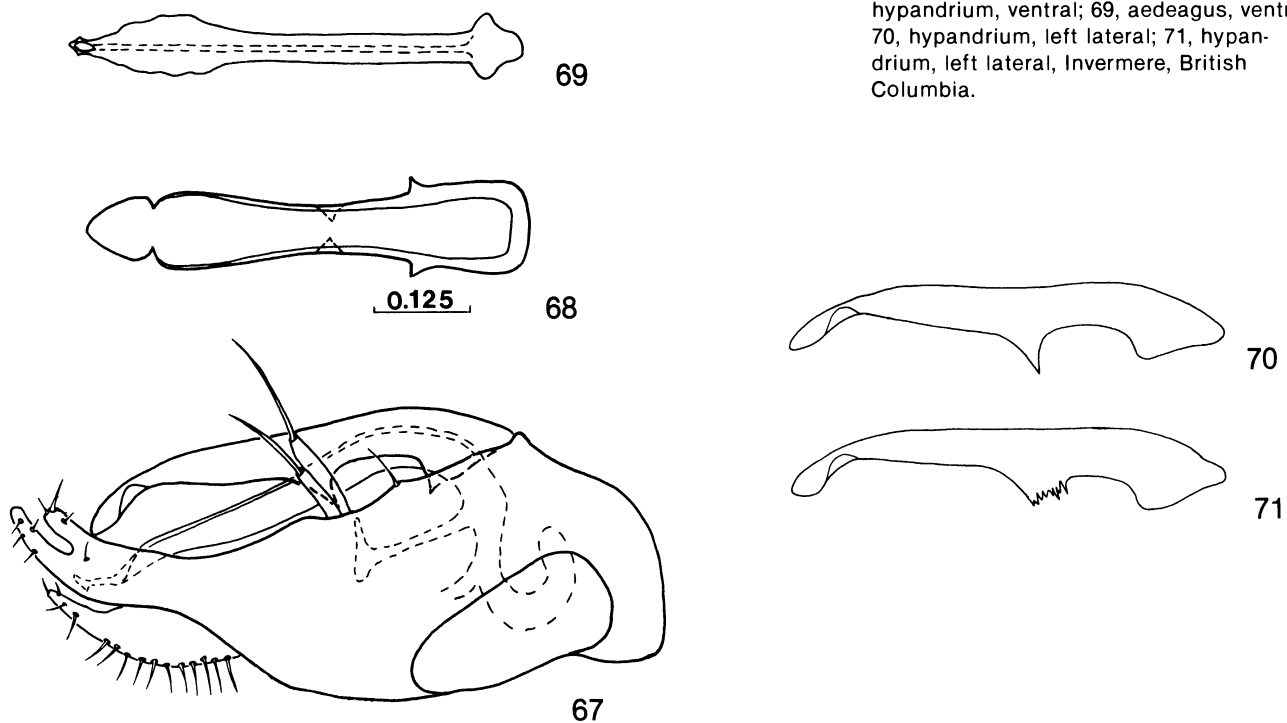 hypandrium, ventral; 69, aedeagus, ventr
70, hypandrium, left lateral; 71, hypan-
drium, left lateral, Invermere, British
Columbia.
69
68
0.125
70
71
67